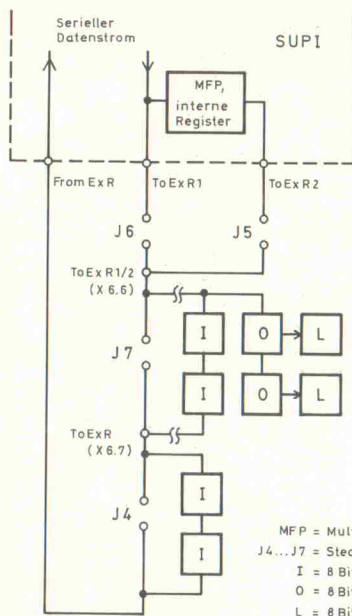 Serieller
Datenstrom
SUPI
MFP,
interne
Register
From ExR
ToExR1
ToExR2
J6
J5
ToExR1/2
(X6.6)
I
O
L
J7
I
O
L
ToExR
(X6.7)
I
J4
I
MFP = Mul
J4...J7 = Stec
I = 8 Bi
O = 8 Bi
L = 8 Bi